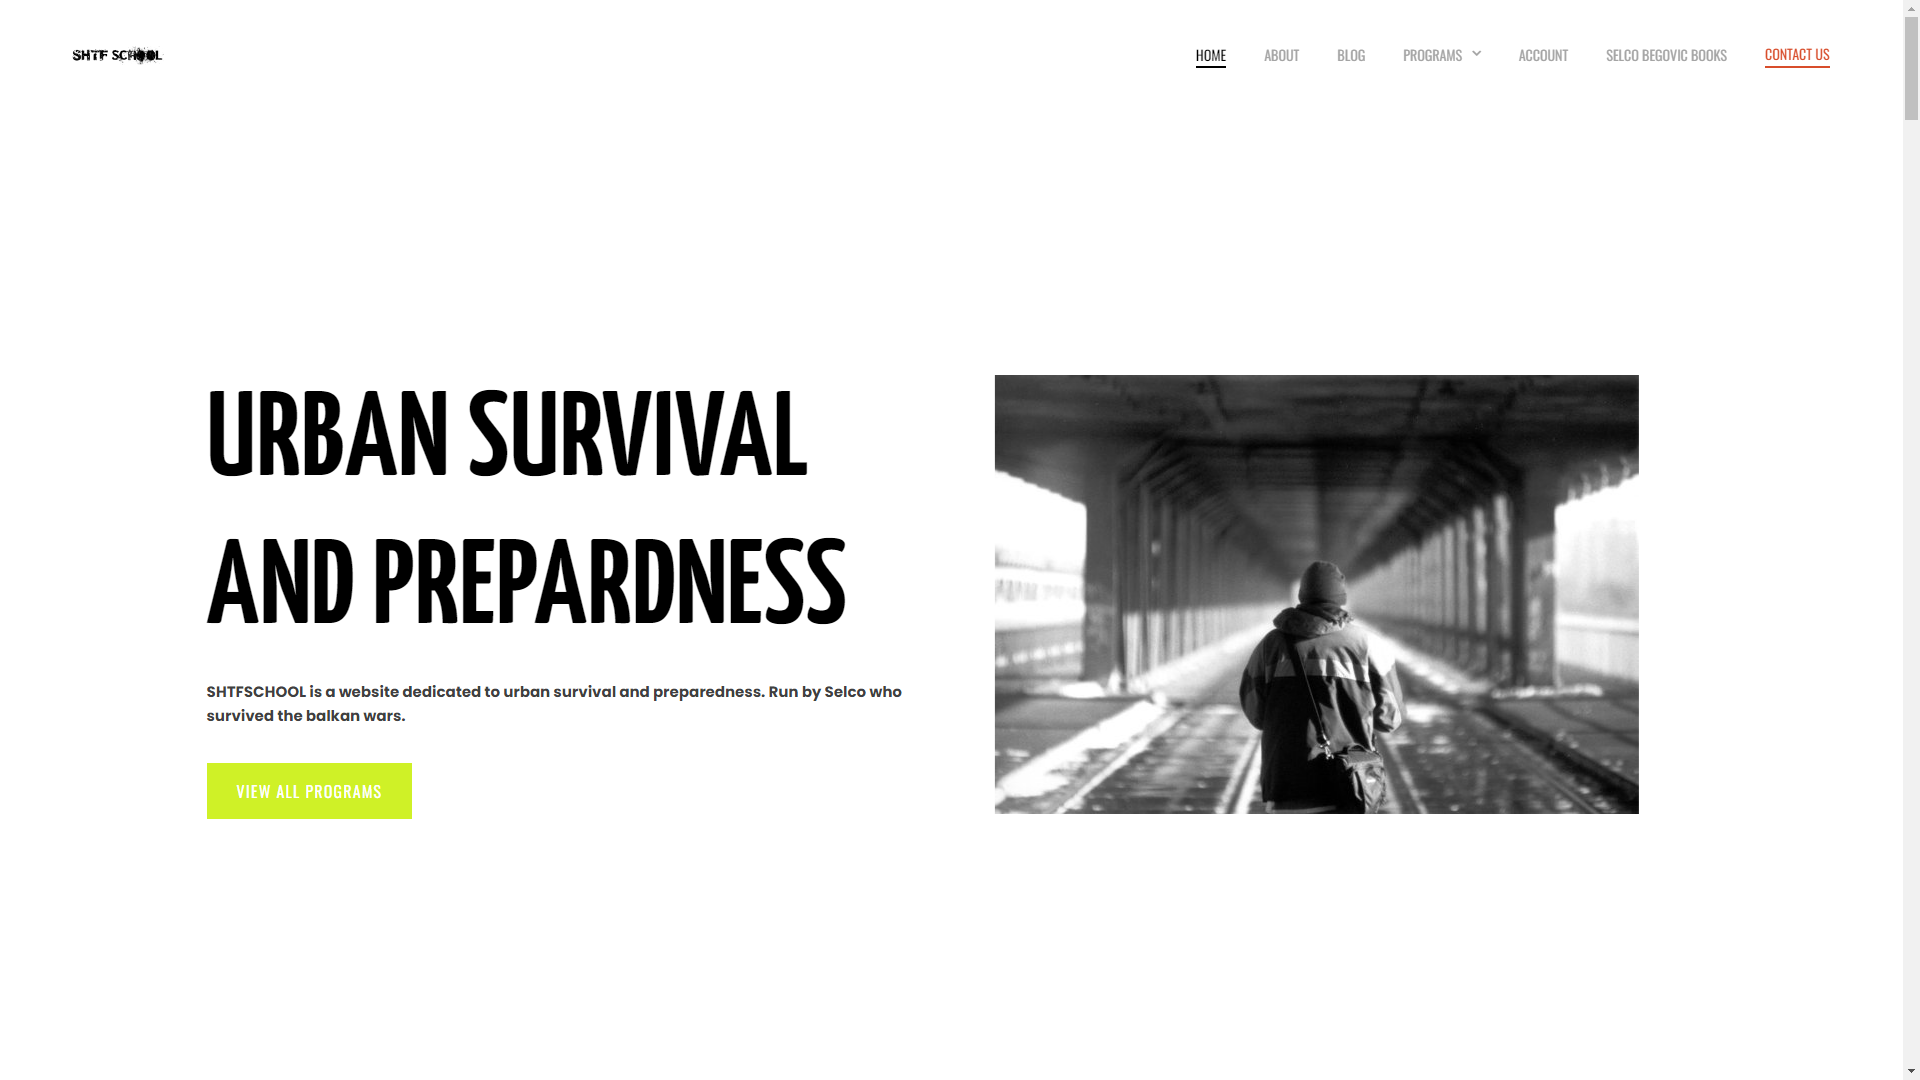 SHTF SCHOOL
HOME ABOUT BLOG PROGRAMS ACCOUNT SELCO BEGOVIC BOOKS CONTACT US
URBAN SURVIVAL
AND PREPARDNESS
SHTFSCHOOL is a website dedicated to urban survival and preparedness. Run by Selco who
survived the balkan wars.
VIEW ALL PROGRAMS